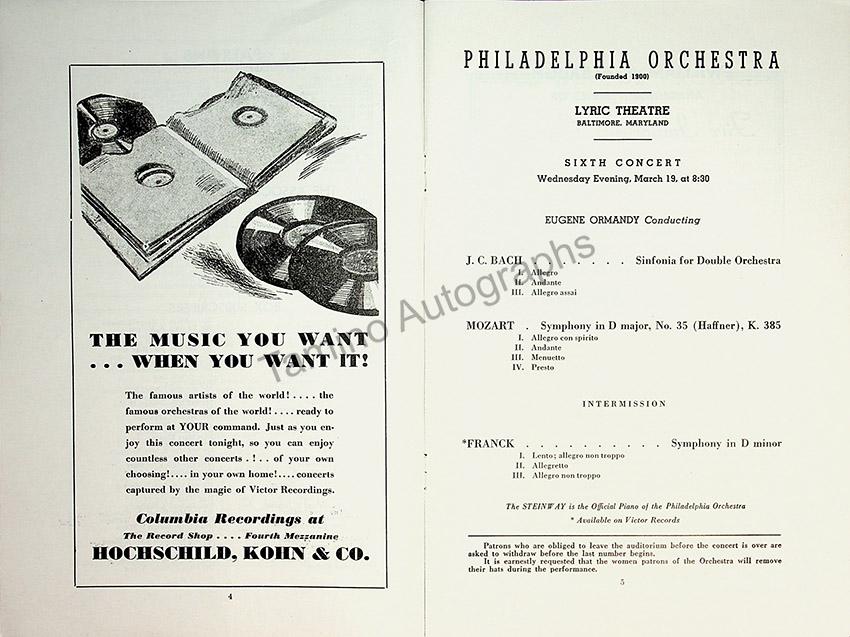 THE MUSIC YOU WANT
... WHEN YOU WANT IT!
The famous artists of the world! .... the
famous orchestras of the world! .... ready to
perform at YOUR command. Just as you en-
joy this concert tonight, so you can enjoy
countless other concerts . ! . . of your own
choosing! .... in your own home! .... concerts
captured by the magic of Victor Recordings.
Columbia Recordings at
The Record Shop .... Fourth Mezzanine
HOCHSCHILD, KOHN & CO.
4
PHILADELPHIA ORCHESTRA
(Founded 1900)
LYRIC THEATRE
BALTIMORE, MARYLAND
SIXTH CONCERT
Wednesday Evening, March 19, at 8:30
EUGENE ORMANDY Conducting
J. C. BACH . . . . . . . Sinfonia for Double Orchestra
I. Allegro
II. Andante
III. Allegro assai
MOZART . Symphony in D major, No. 35 (Haffner), K. 385
I. Allegro con spirito
II. Andante
III. Menuetto
IV. Presto
INTERMISSION
*FRANCK . . . . . . . . . . Symphony in D minor
I. Lento; allegro non troppo
II. Allegretto
III. Allegro non troppo
The STEINWAY is the Official Piano of the Philadelphia Orchestra
* Available on Victor Records
Patrons who are obliged to leave the auditorium before the concert is over are
asked to withdraw before the last number begins.
It is earnestly requested that the women patrons of the Orchestra will remove
their hats during the performance.
5
Tamino Autographs